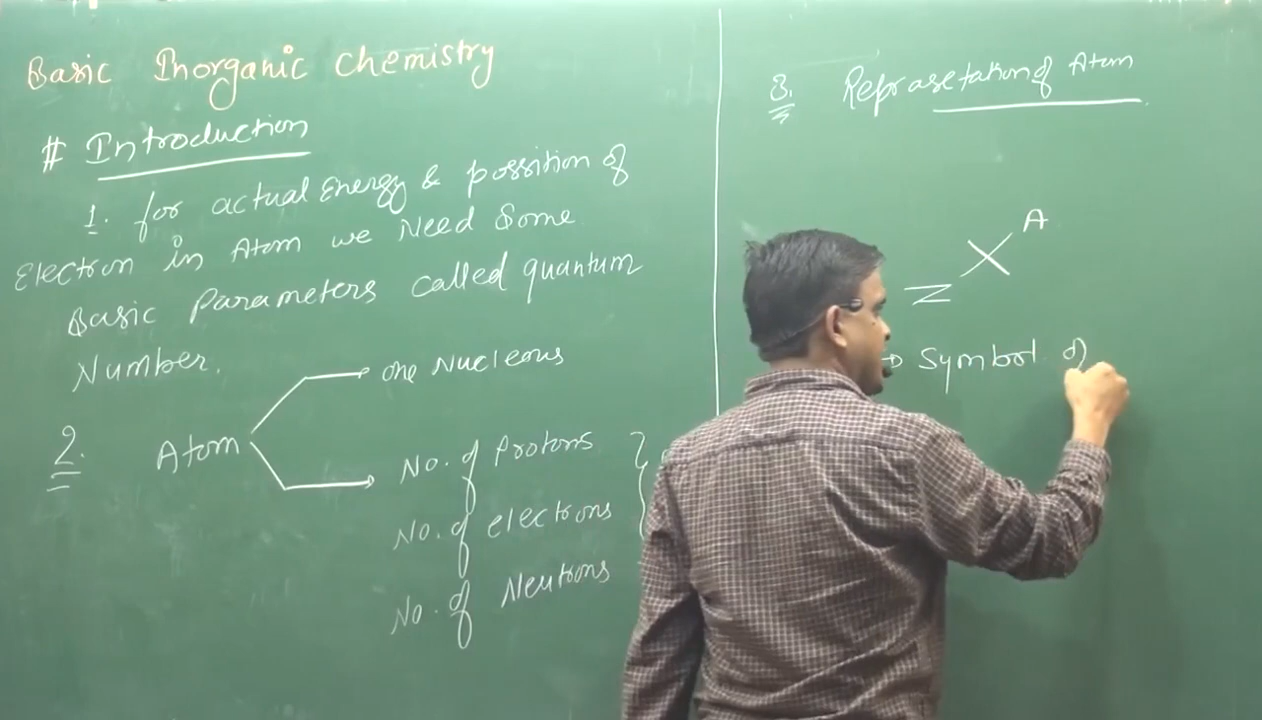 Basic Inorganic Chemistry
# Introduction
1. for actual Energy & possition of
Electron in Atom we Need Some
Basic Parameters called quantum
Number.
2. Atom
one Nucleous
No. of Protons
No. of electrons
No. of Neutrons
3. Reprasetation of Atom
A
X
Z
→ Symbol of